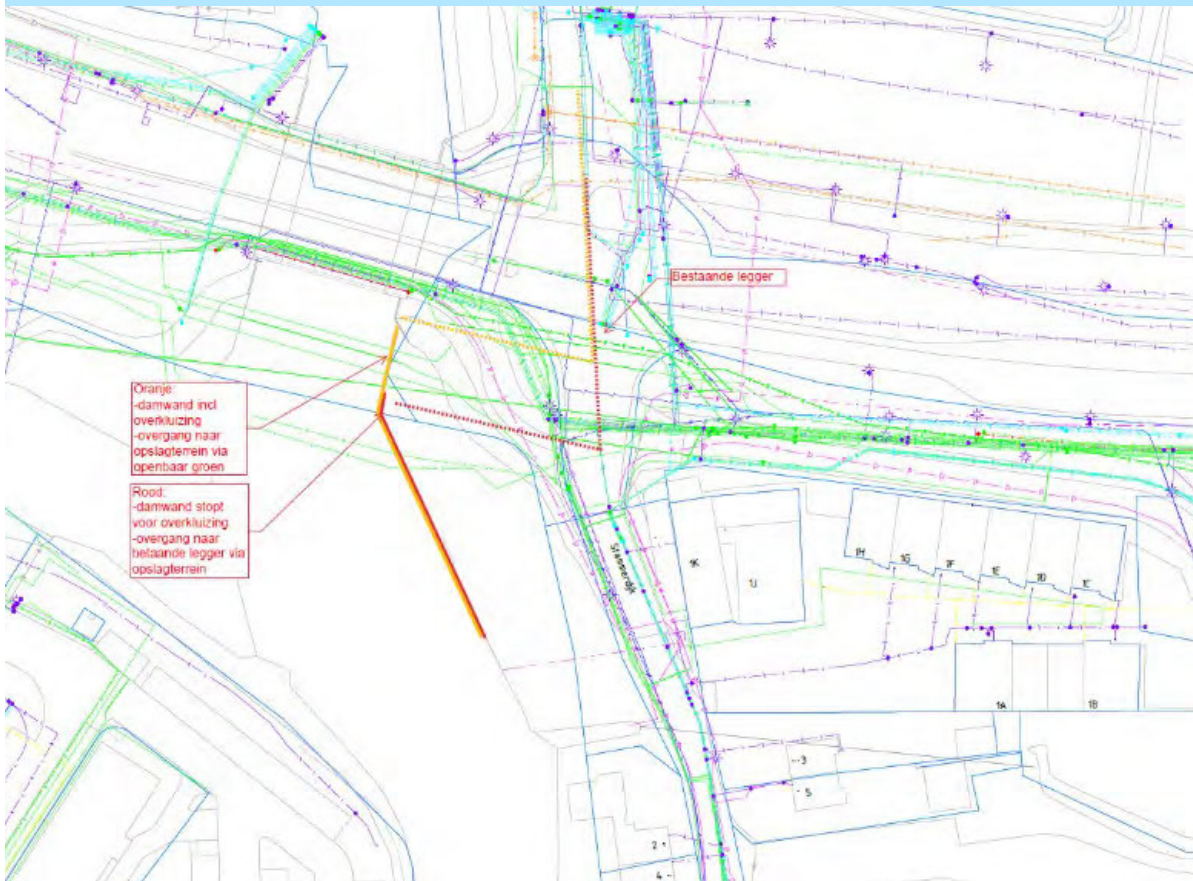 Bestaande legger
Oranje:
-damwand incl
overkluizing
-overgang naar
opslagterrein via
openbaar groen
Rood:
-damwand stopt
voor overkluizing
-overgang naar
betaande legger via
opslagterrein
Stammerdijk
1K
1J
1H
1G
1F
1E
1D
1C
1A
1B
3
5
2
4